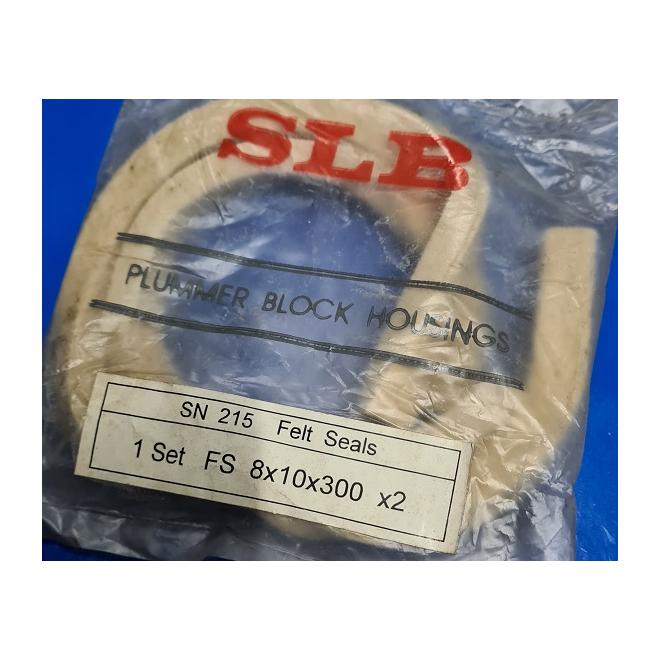 SLB
PLUMMER BLOCK HOUSINGS
SN 215 Felt Seals
1 Set FS 8x10x300 x2